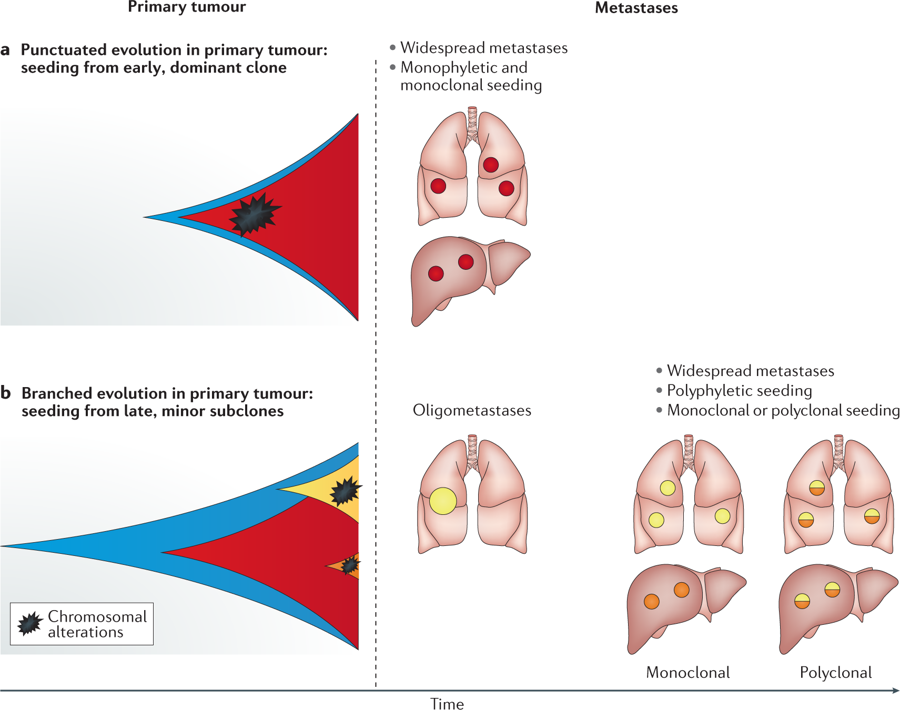 Primary tumour
Metastases
a Punctuated evolution in primary tumour:
seeding from early, dominant clone
• Widespread metastases
• Monophyletic and
monoclonal seeding
b Branched evolution in primary tumour:
seeding from late, minor subclones
Oligometastases
• Widespread metastases
• Polyphyletic seeding
• Monoclonal or polyclonal seeding
Chromosomal
alterations
Monoclonal
Polyclonal
Time